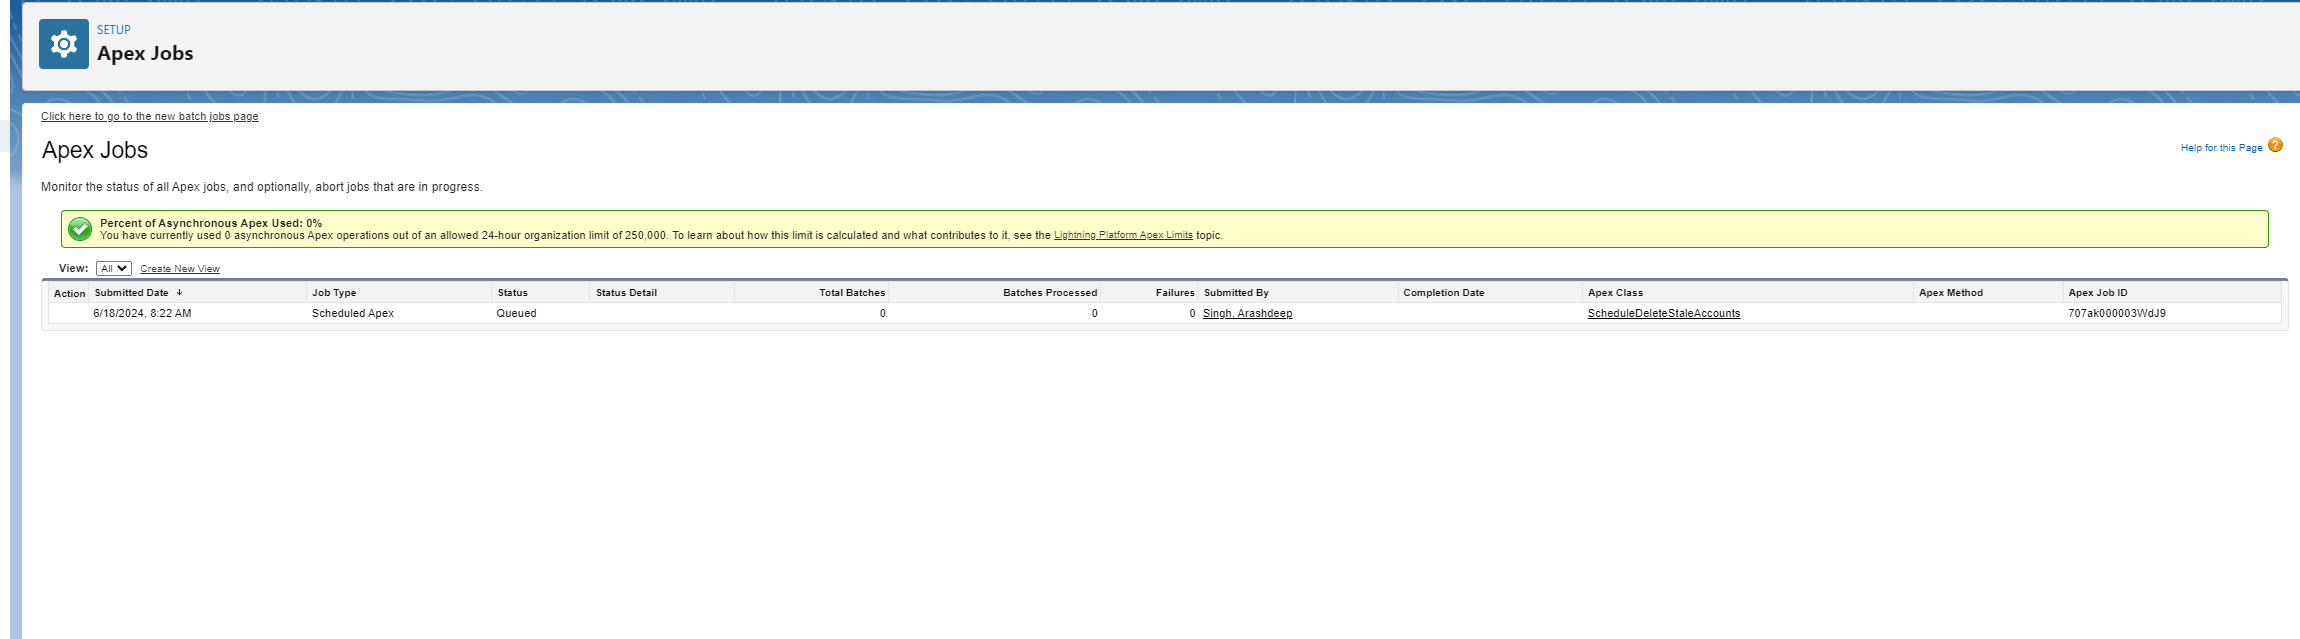 SETUP
Apex Jobs
Click here to go to the new batch jobs page
Apex Jobs
Help for this Page ?
Monitor the status of all Apex jobs, and optionally, abort jobs that are in progress.
Percent of Asynchronous Apex Used: 0%
You have currently used 0 asynchronous Apex operations out of an allowed 24-hour organization limit of 250,000. To learn about how this limit is calculated and what contributes to it, see the Lightning Platform Apex Limits topic.
View: All Create New View
Action Submitted Date ↓ Job Type Status Status Detail Total Batches Batches Processed Failures Submitted By Completion Date Apex Class Apex Method Apex Job ID
6/18/2024, 8:22 AM Scheduled Apex Queued 0 0 0 Singh, Arashdeep ScheduleDeleteStaleAccounts 707ak000003WdJ9